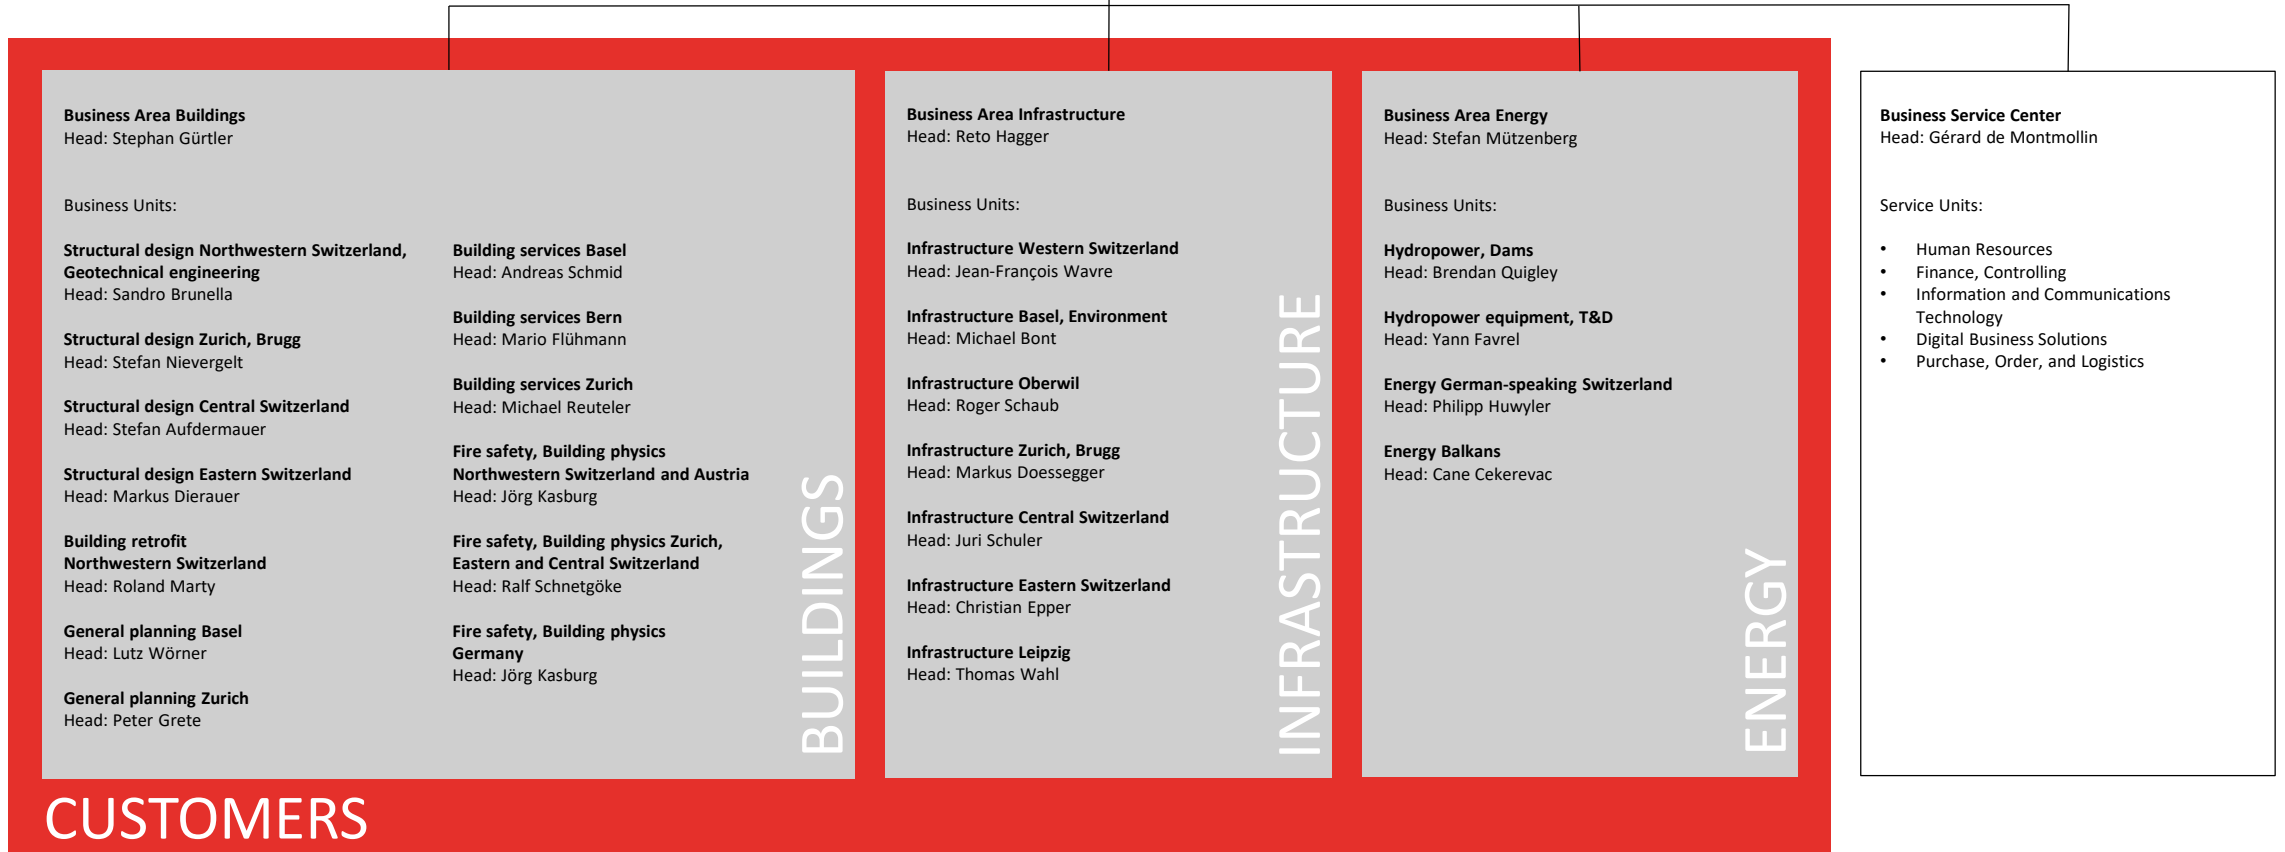 Business Area Buildings
Head: Stephan Gürtler
Business Units:
Structural design Northwestern Switzerland,
Geotechnical engineering
Head: Sandro Brunella
Structural design Zurich, Brugg
Head: Stefan Nievergelt
Structural design Central Switzerland
Head: Stefan Aufdermauer
Structural design Eastern Switzerland
Head: Markus Dierauer
Building retrofit
Northwestern Switzerland
Head: Roland Marty
General planning Basel
Head: Lutz Wörner
General planning Zurich
Head: Peter Grete
Building services Basel
Head: Andreas Schmid
Building services Bern
Head: Mario Flühmann
Building services Zurich
Head: Michael Reuteler
Fire safety, Building physics
Northwestern Switzerland and Austria
Head: Jörg Kasburg
Fire safety, Building physics Zurich,
Eastern and Central Switzerland
Head: Ralf Schnetgöke
Fire safety, Building physics
Germany
Head: Jörg Kasburg
BUILDINGS
Business Area Infrastructure
Head: Reto Hagger
Business Units:
Infrastructure Western Switzerland
Head: Jean-François Wavre
Infrastructure Basel, Environment
Head: Michael Bont
Infrastructure Oberwil
Head: Roger Schaub
Infrastructure Zurich, Brugg
Head: Markus Doessegger
Infrastructure Central Switzerland
Head: Juri Schuler
Infrastructure Eastern Switzerland
Head: Christian Epper
Infrastructure Leipzig
Head: Thomas Wahl
INFRASTRUCTURE
Business Area Energy
Head: Stefan Mützenberg
Business Units:
Hydropower, Dams
Head: Brendan Quigley
Hydropower equipment, T&D
Head: Yann Favrel
Energy German-speaking Switzerland
Head: Philipp Huwyler
Energy Balkans
Head: Cane Cekerevac
ENERGY
Business Service Center
Head: Gérard de Montmollin
Service Units:
• Human Resources
• Finance, Controlling
• Information and Communications
Technology
• Digital Business Solutions
• Purchase, Order, and Logistics
CUSTOMERS